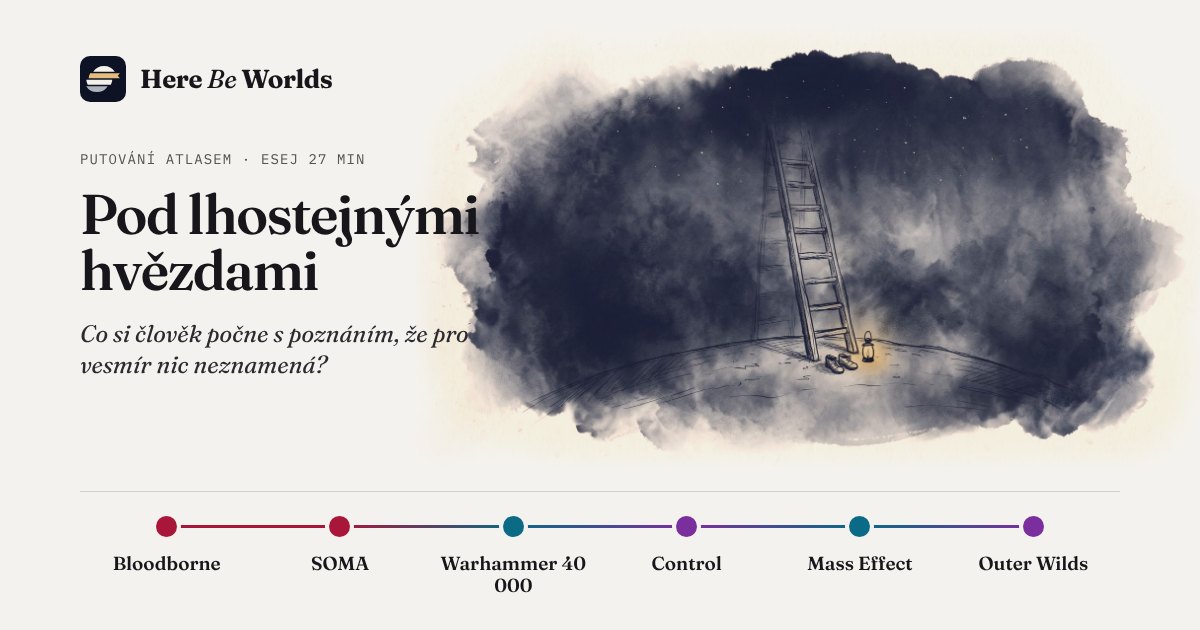 Here Be Worlds
PUTOVÁNÍ ATLASEM · ESEJ 27 MIN
Pod lhostejnými
hvězdami
Co si člověk počne s poznáním, že pro
vesmír nic neznamená?
Bloodborne
SOMA
Warhammer 40
000
Control
Mass Effect
Outer Wilds